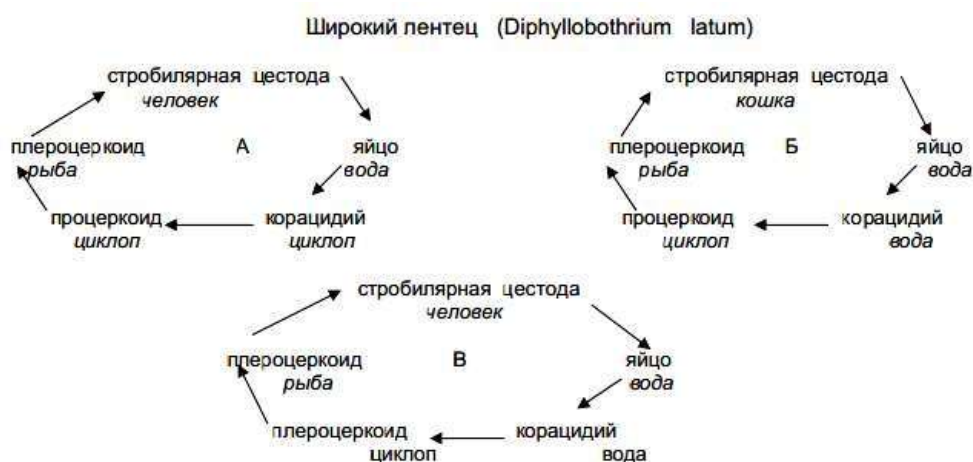 Широкий лентец (Diphyllobothrium latum)
стробилярная цестода
человек
плероцеркоид
рыба
А
яйцо
вода
процеркоид
циклоп
корацидий
циклоп
стробилярная цестода
кошка
плероцеркоид
рыба
Б
яйцо
вода
процеркоид
циклоп
корацидий
вода
стробилярная цестода
человек
плероцеркоид
рыба
В
яйцо
вода
плероцеркоид
циклоп
корацидий
вода